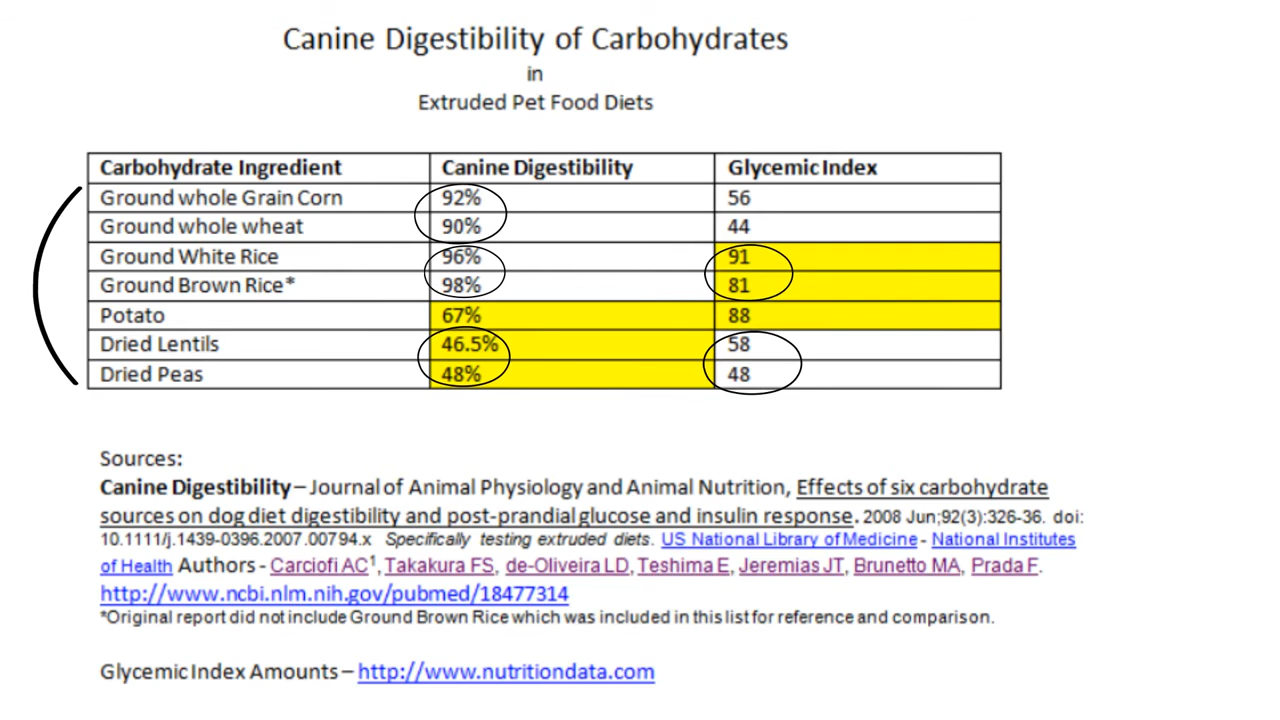 Canine Digestibility of Carbohydrates
in
Extruded Pet Food Diets
Carbohydrate Ingredient Canine Digestibility Glycemic Index
Ground whole Grain Corn 92% 56
Ground whole wheat 90% 44
Ground White Rice 96% 91
Ground Brown Rice* 98% 81
Potato 67% 88
Dried Lentils 46.5% 58
Dried Peas 48% 48
Sources:
Canine Digestibility – Journal of Animal Physiology and Animal Nutrition, Effects of six carbohydrate
sources on dog diet digestibility and post-prandial glucose and insulin response. 2008 Jun;92(3):326-36. doi:
10.1111/j.1439-0396.2007.00794.x Specifically testing extruded diets. US National Library of Medicine - National Institutes
of Health Authors - Carciofi AC¹, Takakura FS, de-Oliveira LD, Teshima E, Jeremias JT, Brunetto MA, Prada F.
http://www.ncbi.nlm.nih.gov/pubmed/18477314
*Original report did not include Ground Brown Rice which was included in this list for reference and comparison.
Glycemic Index Amounts – http://www.nutritiondata.com